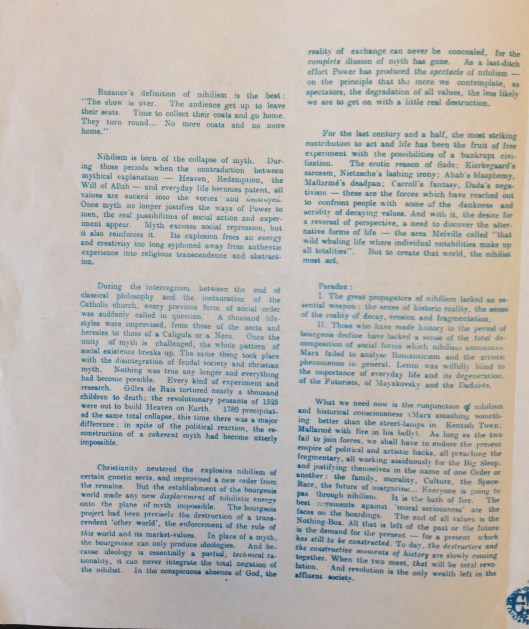 Rozanov's definition of nihilism is the best:
"The show is over. The audience get up to leave
their seats. Time to collect their coats and go home.
They turn round... No more coats and no more
home."
Nihilism is born of the collapse of myth. Dur-
ing those periods when the contradiction between
mythical explanation — Heaven, Redemption, the
Will of Allah — and everyday life becomes patent, all
values are sucked into the vortex and destroyed.
Once myth no longer justifies the ways of Power to
men, the real possibilities of social action and exper-
iment appear. Myth excuses social repression, but
it also reinforces it. Its explosion frees an energy
and creativity too long syphoned away from authentic
experience into religious transcendence and abstract-
ion.
During the interregnum between the end of
classical philosophy and the instauration of the
Catholic church, every previous form of social order
was suddenly called in question. A thousand life-
styles were improvised, from those of the sects and
heresies to those of a Caligula or a Nero. Once the
unity of myth is challenged, the whole pattern of
social existence breaks up. The same thing took place
with the disintegration of feudal society and christian
myth. Nothing was true any longer and everything
had become possible. Every kind of experiment and
research. Gilles de Rais tortured nearly a thousand
children to death; the revolutionary peasants of 1525
were out to build Heaven on Earth. 1789 precipitat-
ed the same total collapse, this time there was a major
difference: in spite of the political reaction, the re-
construction of a coherent myth had become utterly
impossible.
Christianity neutered the explosive nihilism of
certain gnostic sects, and improvised a new order from
the remains. But the establishment of the bourgeois
world made any new displacement of nihilistic energy
onto the plane of myth impossible. The bourgeois
project had been precisely the destruction of a trans-
cendent 'other world', the enforcement of the rule of
this world and its market-values. In place of a myth,
the bourgeoisie can only produce ideologies. And be-
cause ideology is essentially a partial, technical ra-
tionality, it can never integrate the total negation of
the nihilist. In the conspicuous absence of God, the
reality of exchange can never be concealed, for the
complete illusion of myth has gone. As a last-ditch
effort Power has produced the spectacle of nihilism —
on the principle that the more we contemplate, as
spectators, the degradation of all values, the less likely
we are to get on with a little real destruction.
For the last century and a half, the most striking
contribution to art and life has been the fruit of free
experiment with the possibilities of a bankrupt civi-
lisation. The erotic reason of Sade; Kierkegaard's
sarcasm, Nietzsche's lashing irony; Ahab's blasphemy,
Mallarmé's deadpan; Carroll's fantasy, Dada's nega-
tivism — these are the forces which have reached out
to confront people with some of the dankness and
acridity of decaying values. And with it, the desire for
a reversal of perspective, a need to discover the alter-
native forms of life — the area Melville called "that
wild whaling life where individual notabilities make up
all totalities". But to create that world, the nihilist
must act.
Paradox:
I. The great propagators of nihilism lacked an es-
sential weapon: the sense of historic reality, the sense
of the reality of decay, erosion and fragmentation.
II. Those who have made history in the period of
bourgeois decline have lacked a sense of the total de-
composition of social forms which nihilism announces.
Marx failed to analyse Romanticism and the artistic
phenomenon in general. Lenin was wilfully blind to
the importance of everyday life and its degeneration,
of the Futurists, of Mayakovsky and the Dadaists.
What we need now is the conjunction of nihilism
and historical consciousness (Marx smashing someth-
ing better than the street-lamps in Kentish Town;
Mallarmé with fire in his belly). As long as the two
fail to join forces, we shall have to endure the present
empire of political and artistic hacks, all preaching the
fragmentary, all working assiduously for the Big Sleep,
and justifying themselves in the name of one Order or
another: the family, morality, Culture, the Space-
Race, the future of margarine... Everyone is going to
pass through nihilism. It is the bath of fire. The
best arguments against 'moral seriousness' are the
faces on the hoardings. The end of all values is the
Nothing-Box. All that is left of the past or the future
is the demand for the present — for a present which
has still to be constructed. To day, the destructive and
the constructive moments of history are slowly coming
together. When the two meet, that will be total revo-
lution. And revolution is the only wealth left in the
affluent society.